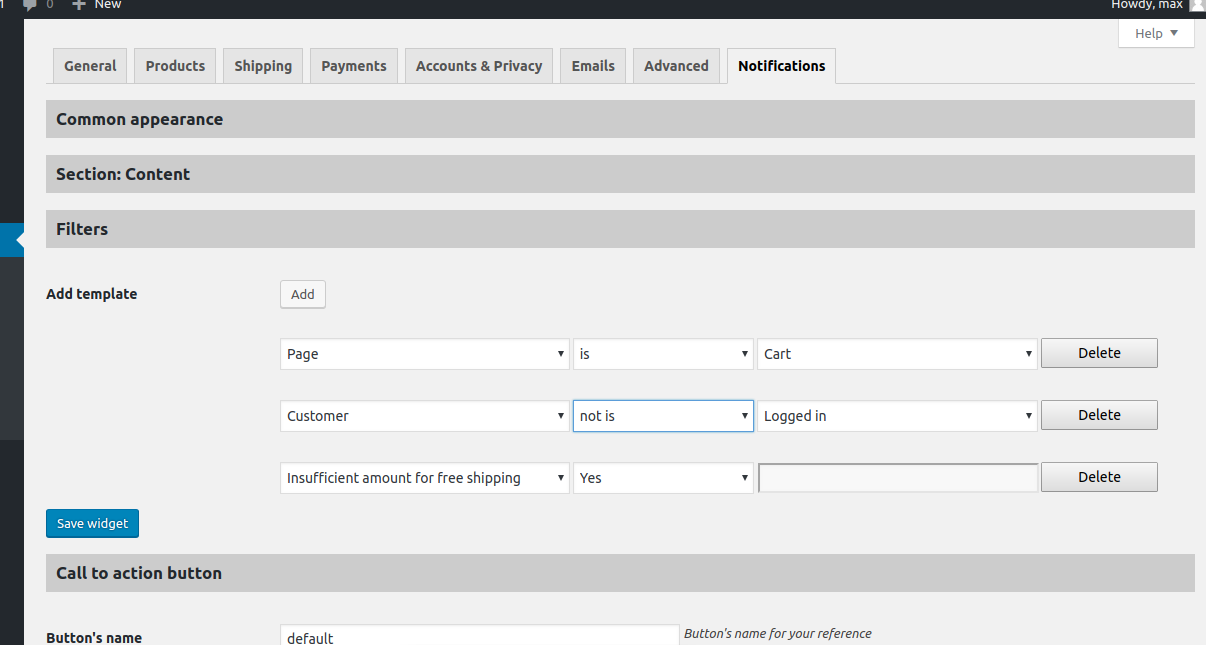 0 New Howdy, max
Help
General Products Shipping Payments Accounts & Privacy Emails Advanced Notifications
Common appearance
Section: Content
Filters
Add template Add
Page is Cart Delete
Customer not is Logged in Delete
Insufficient amount for free shipping Yes Delete
Save widget
Call to action button
Button's name default Button's name for your reference